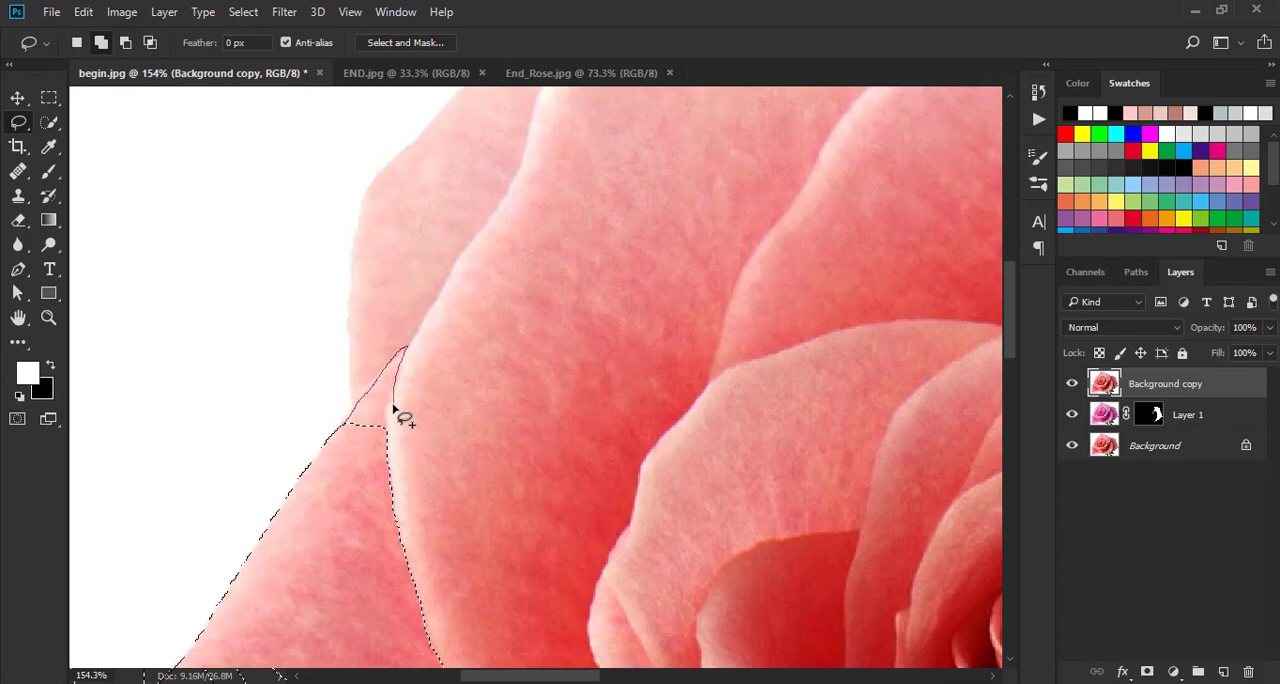 Ps File Edit Image Layer Type Select Filter 3D View Window Help
Feather: 0 px Anti-alias Select and Mask...
begin.jpg @ 154% (Background copy, RGB/8) * × END.jpg @ 33.3% (RGB/8) × End_Rose.jpg @ 73.3% (RGB/8) ×
Color Swatches
Channels Paths Layers
Kind
Normal Opacity: 100%
Lock: Fill: 100%
Background copy
Layer 1
Background
154.3% Doc: 9.16M/26.8M